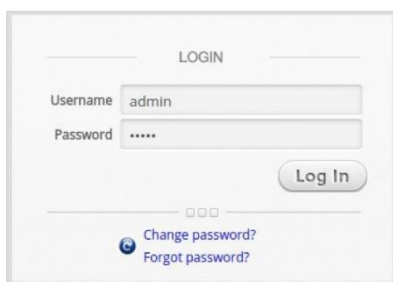 LOGIN
Username admin
Password •••••
Log In
Change password?
Forgot password?